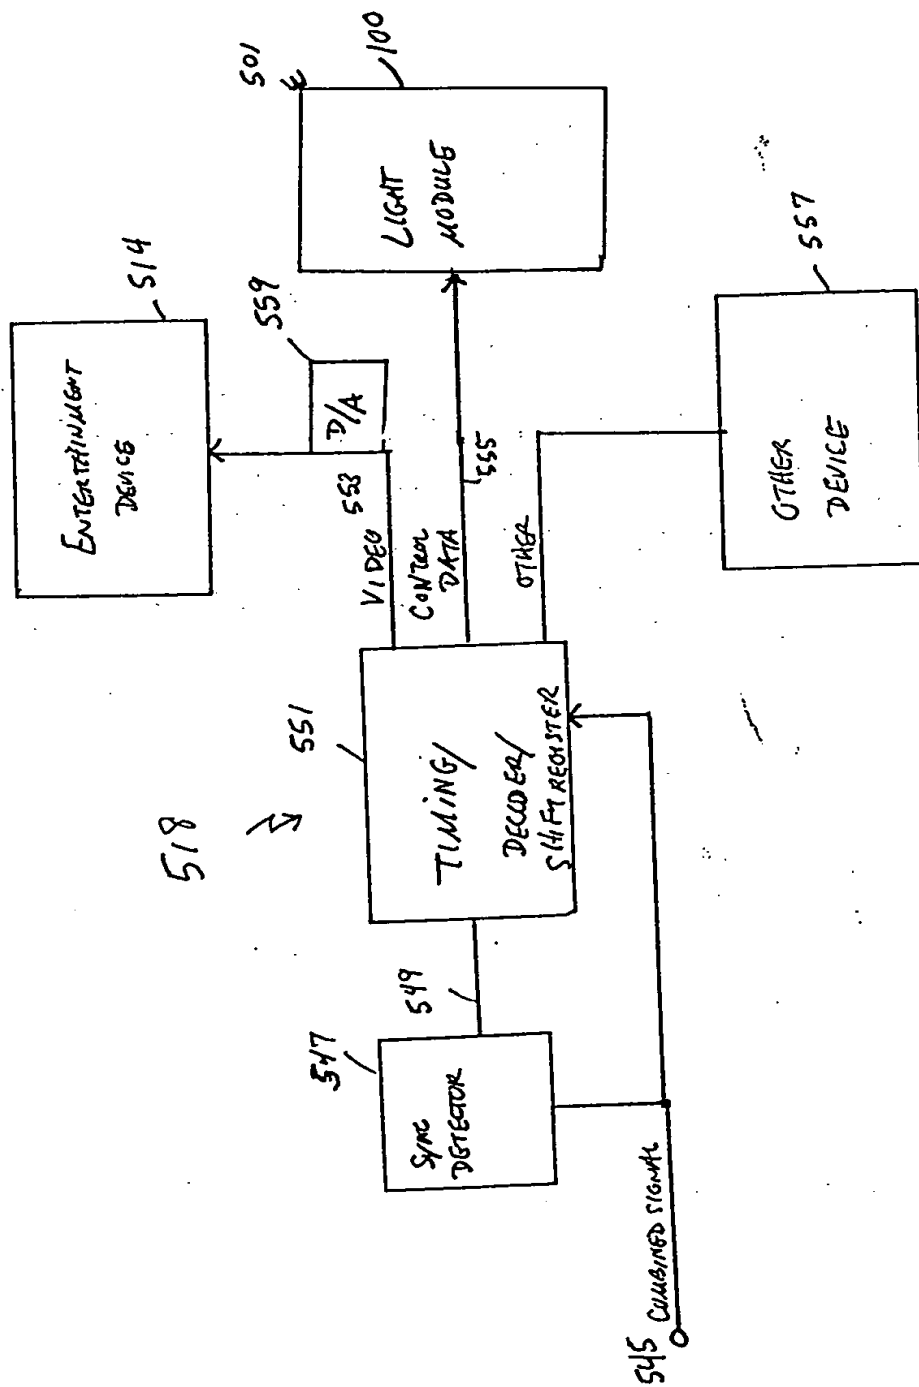 518
545
COMBINED SIGNAL
547
SYNC
DETECTOR
549
551
TIMING/
DECODER/
SHIFT REGISTER
VIDEO 553
CONTROL
DATA
555
OTHER
559
D/A
514
ENTERTAINMENT
DEVICE
501
100
LIGHT
MODULE
557
OTHER
DEVICE